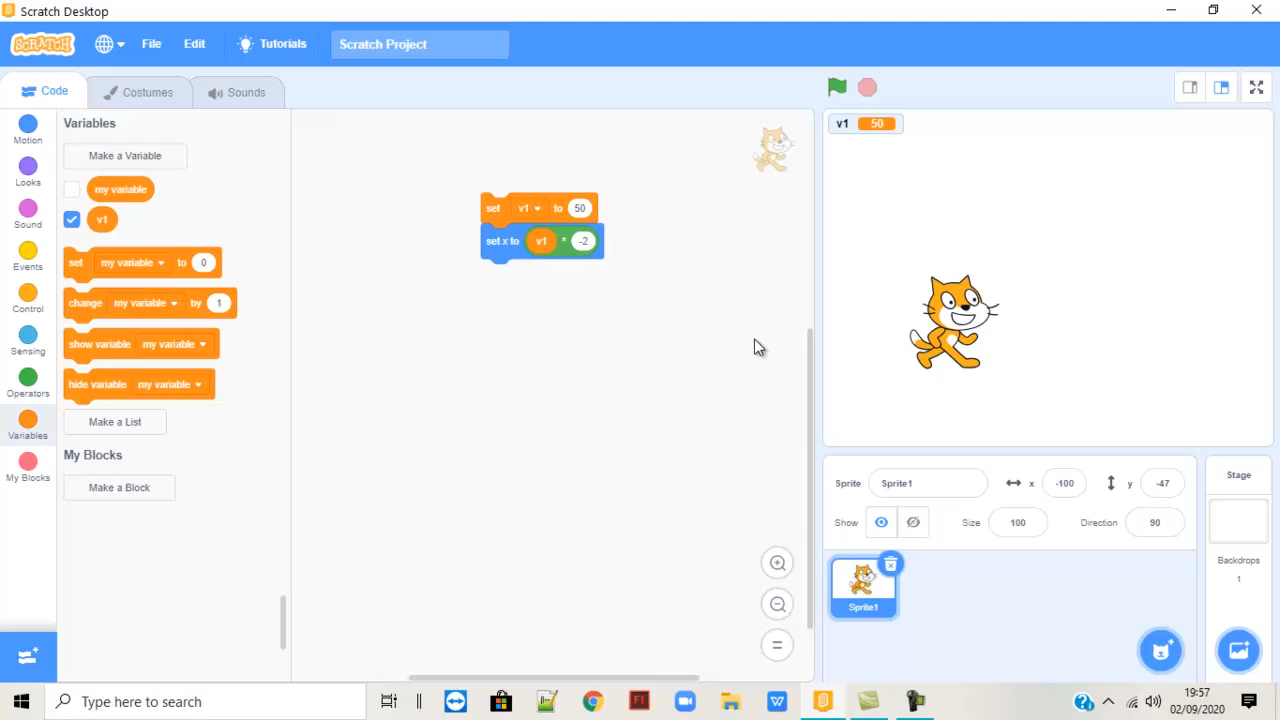 Scratch Desktop
SCRATCH File Edit Tutorials Scratch Project
Code Costumes Sounds
Motion
Looks
Sound
Events
Control
Sensing
Operators
Variables
My Blocks
Variables
Make a Variable
my variable
v1
set my variable to 0
change my variable by 1
show variable my variable
hide variable my variable
Make a List
My Blocks
Make a Block
set v1 to 50
set x to v1 * -2
v1 50
Sprite Sprite1 x -100 y -47
Show Size 100 Direction 90
Sprite1
Stage
Backdrops
1
Type here to search
19:57
02/09/2020